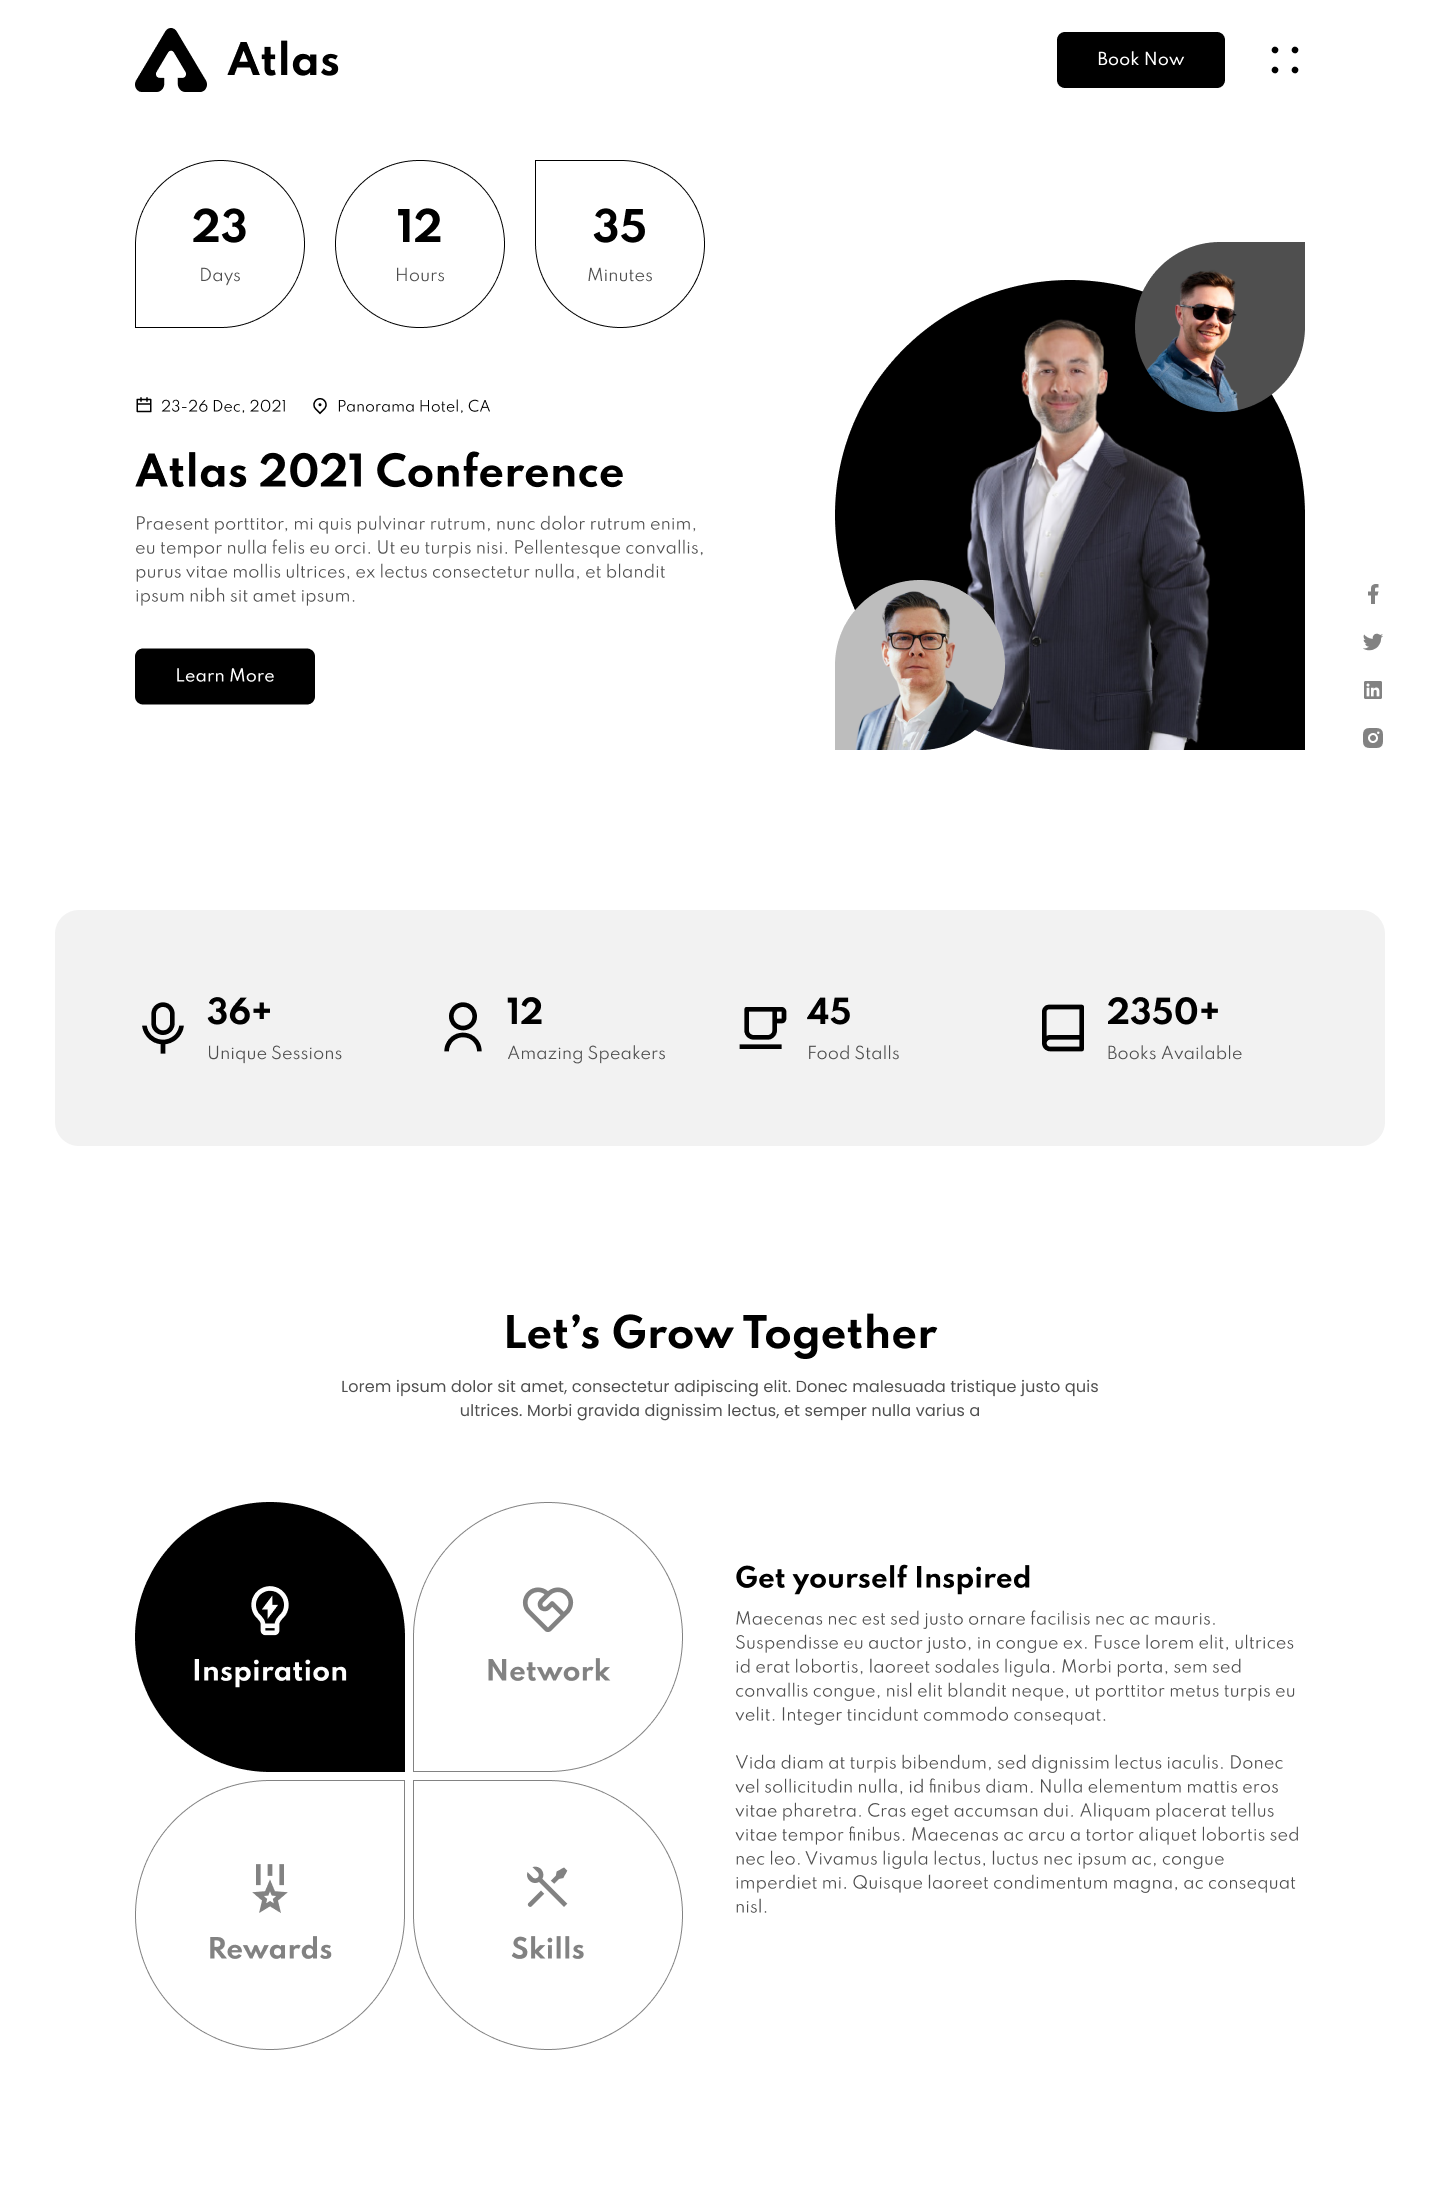 Atlas
Book Now
23
Days
12
Hours
35
Minutes
23-26 Dec, 2021
Panorama Hotel, CA
Atlas 2021 Conference
Praesent porttitor, mi quis pulvinar rutrum, nunc dolor rutrum enim,
eu tempor nulla felis eu orci. Ut eu turpis nisi. Pellentesque convallis,
purus vitae mollis ultrices, ex lectus consectetur nulla, et blandit
ipsum nibh sit amet ipsum.
Learn More
36+
Unique Sessions
12
Amazing Speakers
45
Food Stalls
2350+
Books Available
Let’s Grow Together
Lorem ipsum dolor sit amet, consectetur adipiscing elit. Donec malesuada tristique justo quis
ultrices. Morbi gravida dignissim lectus, et semper nulla varius a
Inspiration
Network
Rewards
Skills
Get yourself Inspired
Maecenas nec est sed justo ornare facilisis nec ac mauris.
Suspendisse eu auctor justo, in congue ex. Fusce lorem elit, ultrices
id erat lobortis, laoreet sodales ligula. Morbi porta, sem sed
convallis congue, nisl elit blandit neque, ut porttitor metus turpis eu
velit. Integer tincidunt commodo consequat.
Vida diam at turpis bibendum, sed dignissim lectus iaculis. Donec
vel sollicitudin nulla, id finibus diam. Nulla elementum mattis eros
vitae pharetra. Cras eget accumsan dui. Aliquam placerat tellus
vitae tempor finibus. Maecenas ac arcu a tortor aliquet lobortis sed
nec leo. Vivamus ligula lectus, luctus nec ipsum ac, congue
imperdiet mi. Quisque laoreet condimentum magna, ac consequat
nisl.